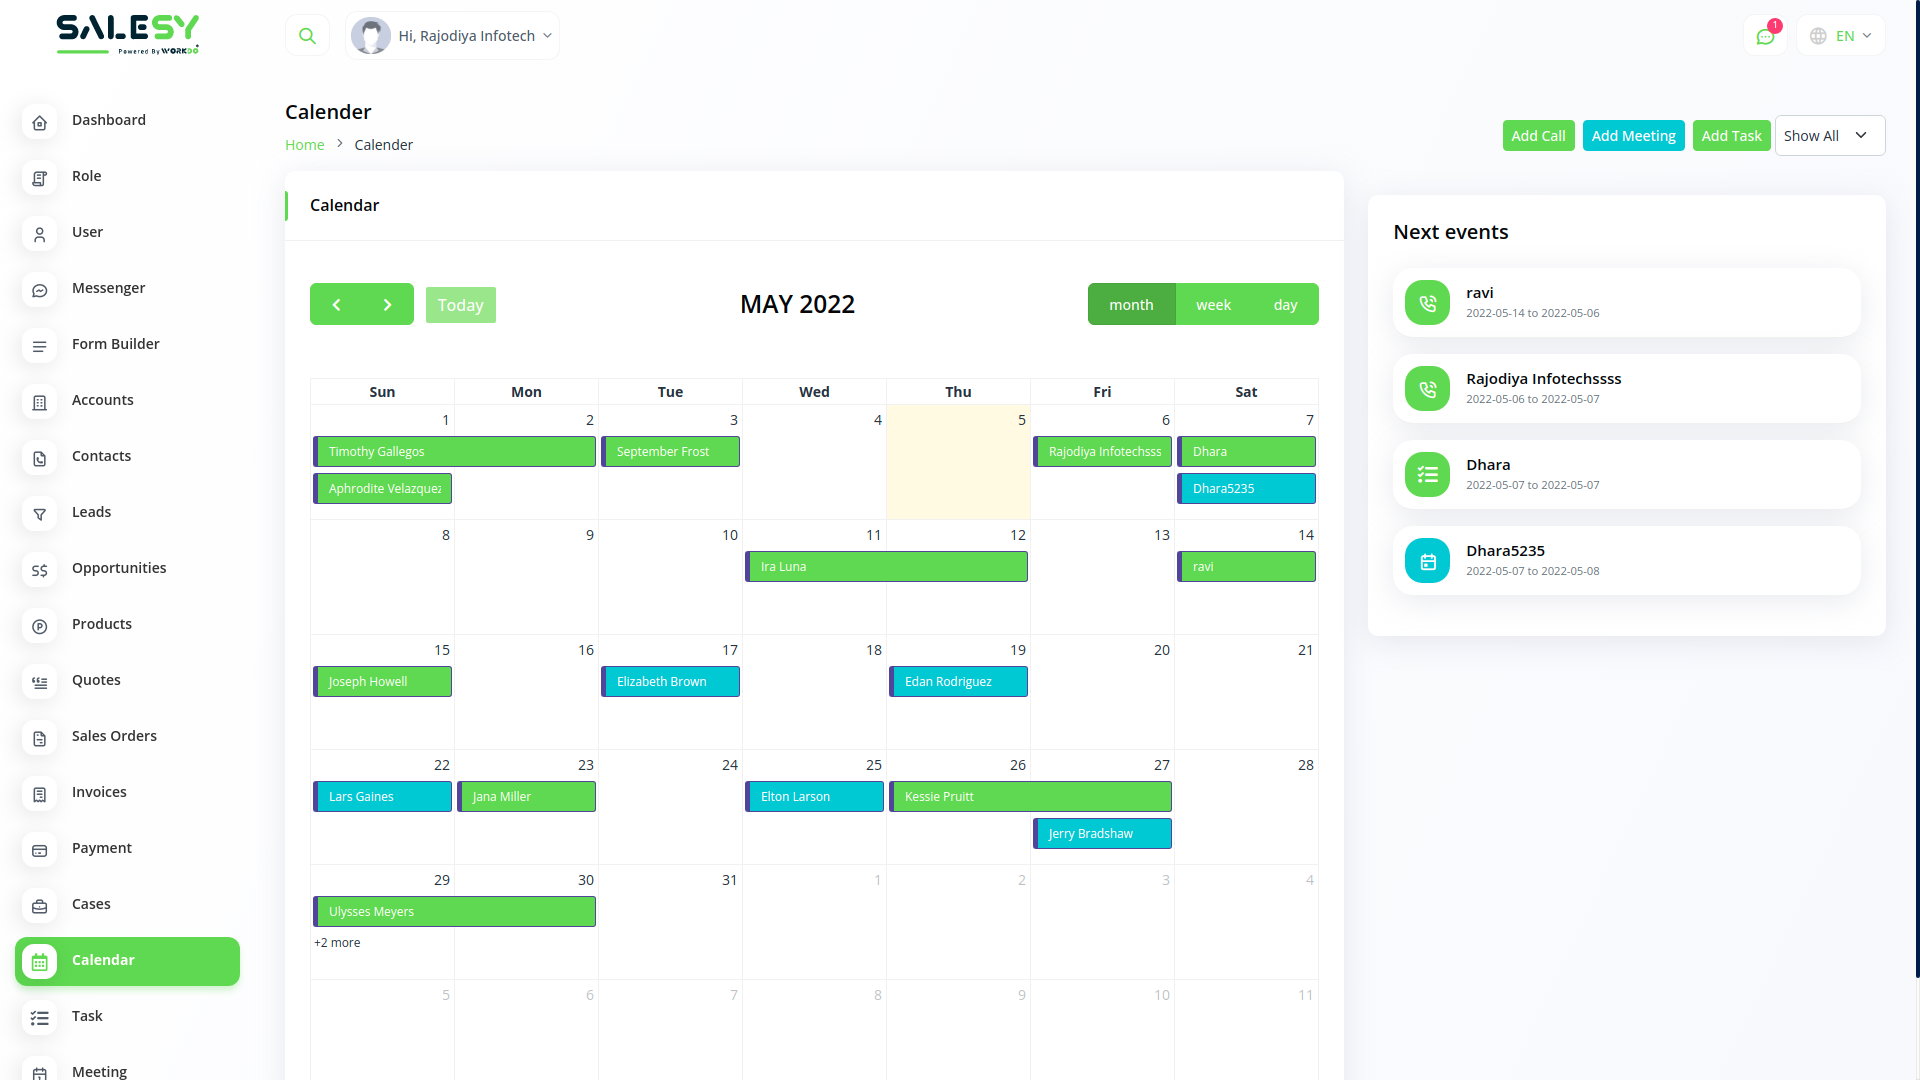 SALESY
Powered By WORKDO
Hi, Rajodiya Infotech
1
EN
Dashboard
Role
User
Messenger
Form Builder
Accounts
Contacts
Leads
S$ Opportunities
Products
Quotes
Sales Orders
Invoices
Payment
Cases
Calendar
Task
Meeting
Calender
Home > Calender
Add Call Add Meeting Add Task Show All
Calendar
Today
MAY 2022
month week day
Sun Mon Tue Wed Thu Fri Sat
1 2 3 4 5 6 7
Timothy Gallegos September Frost Rajodiya Infotechsss Dhara
Aphrodite Velazquez Dhara5235
8 9 10 11 12 13 14
Ira Luna ravi
15 16 17 18 19 20 21
Joseph Howell Elizabeth Brown Edan Rodriguez
22 23 24 25 26 27 28
Lars Gaines Jana Miller Elton Larson Kessie Pruitt
Jerry Bradshaw
29 30 31 1 2 3 4
Ulysses Meyers
+2 more
5 6 7 8 9 10 11
Next events
ravi
2022-05-14 to 2022-05-06
Rajodiya Infotechssss
2022-05-06 to 2022-05-07
Dhara
2022-05-07 to 2022-05-07
Dhara5235
2022-05-07 to 2022-05-08